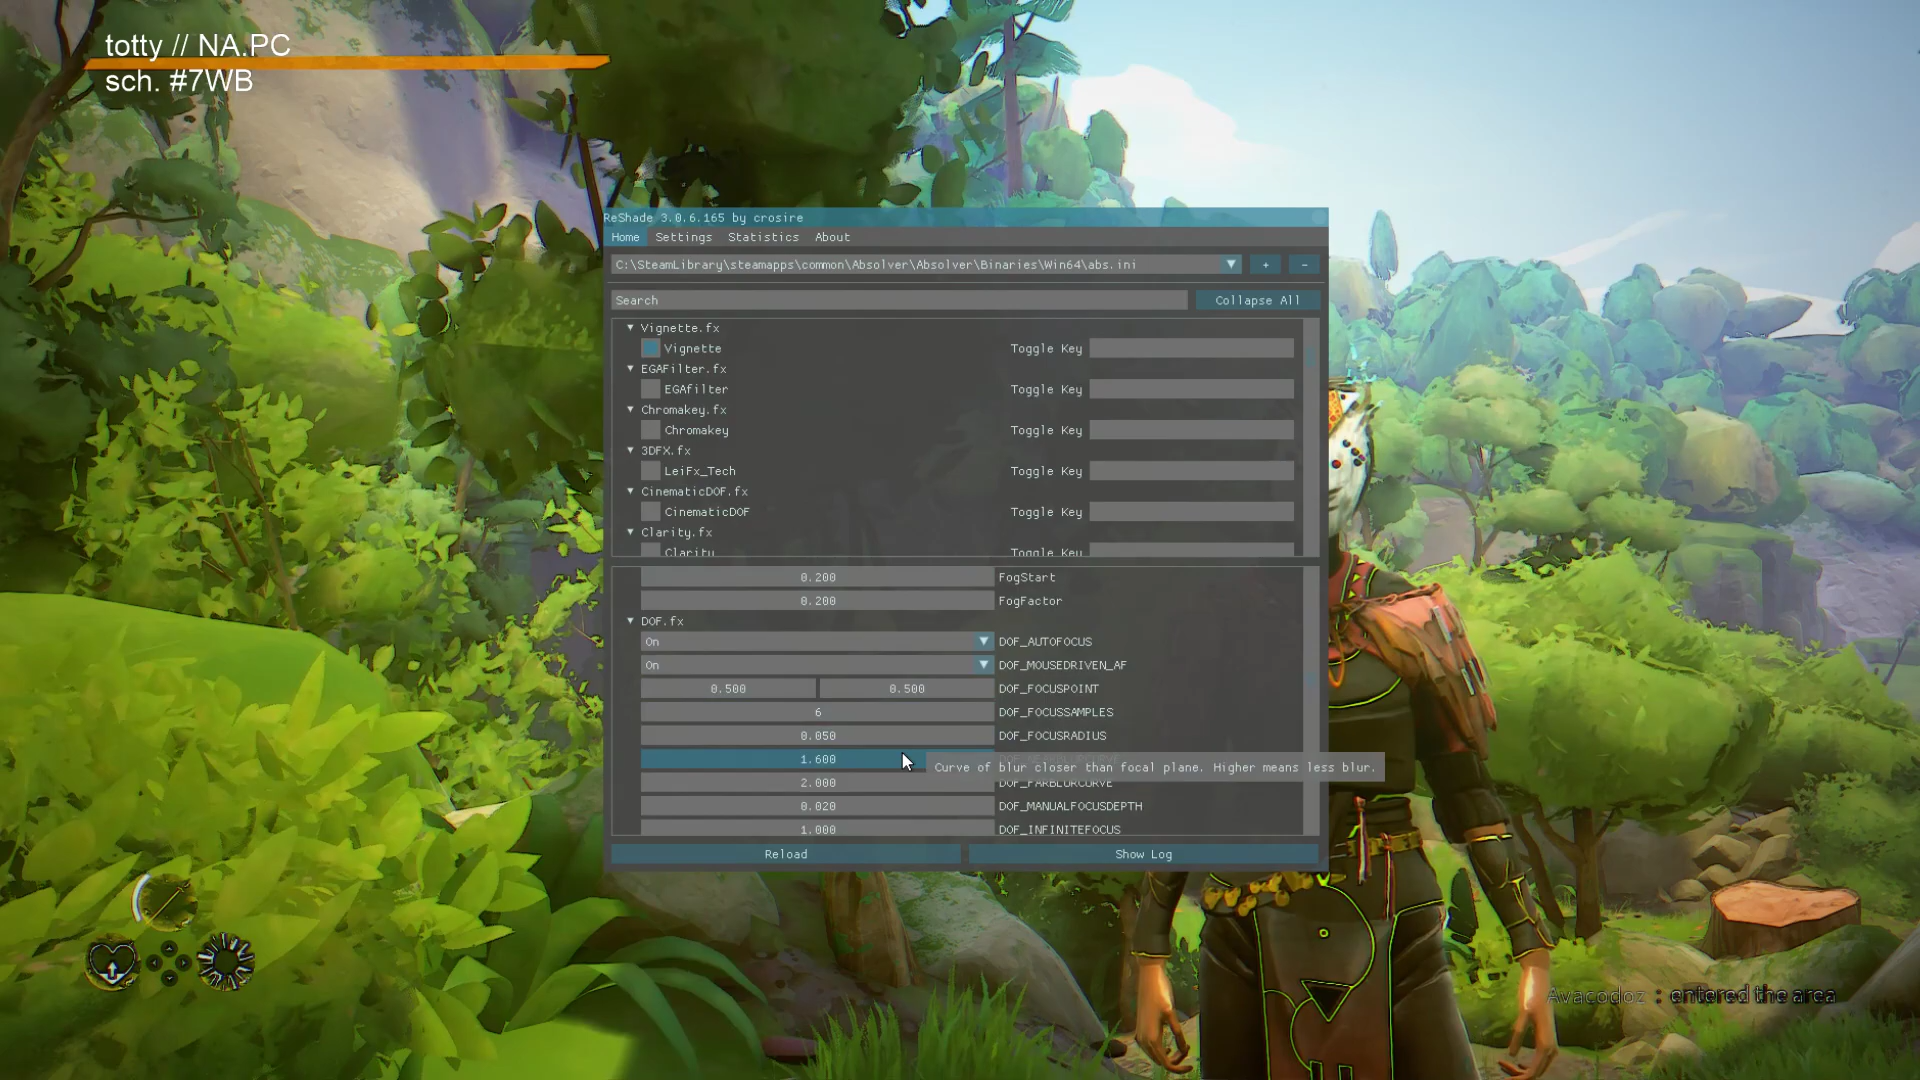 totty // NA.PC
sch. #7WB
ReShade 3.0.6.165 by crosire
Home Settings Statistics About
C:\SteamLibrary\steamapps\common\Absolver\Absolver\Binaries\Win64\abs.ini + -
Search Collapse All
Vignette.fx
Vignette Toggle Key
EGAFilter.fx
EGAfilter Toggle Key
Chromakey.fx
Chromakey Toggle Key
3DFX.fx
LeiFx_Tech Toggle Key
CinematicDOF.fx
CinematicDOF Toggle Key
Clarity.fx
Clarity Toggle Key
0.200 FogStart
0.200 FogFactor
DOF.fx
On DOF_AUTOFOCUS
On DOF_MOUSEDRIVEN_AF
0.500 0.500 DOF_FOCUSPOINT
6 DOF_FOCUSSAMPLES
0.050 DOF_FOCUSRADIUS
1.600
Curve of blur closer than focal plane. Higher means less blur.
2.000 DOF_FARBLURCURVE
0.020 DOF_MANUALFOCUSDEPTH
1.000 DOF_INFINITEFOCUS
Reload Show Log
Avacodoz : entered the area